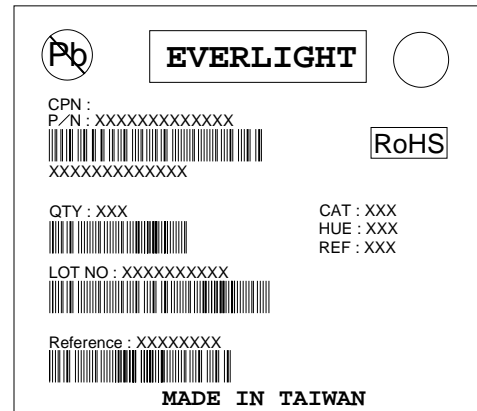 Pb
EVERLIGHT
CPN :
P/N : XXXXXXXXXXXXX
RoHS
XXXXXXXXXXXXX
QTY : XXX
CAT : XXX
HUE : XXX
REF : XXX
LOT NO : XXXXXXXXXX
Reference : XXXXXXXX
MADE IN TAIWAN